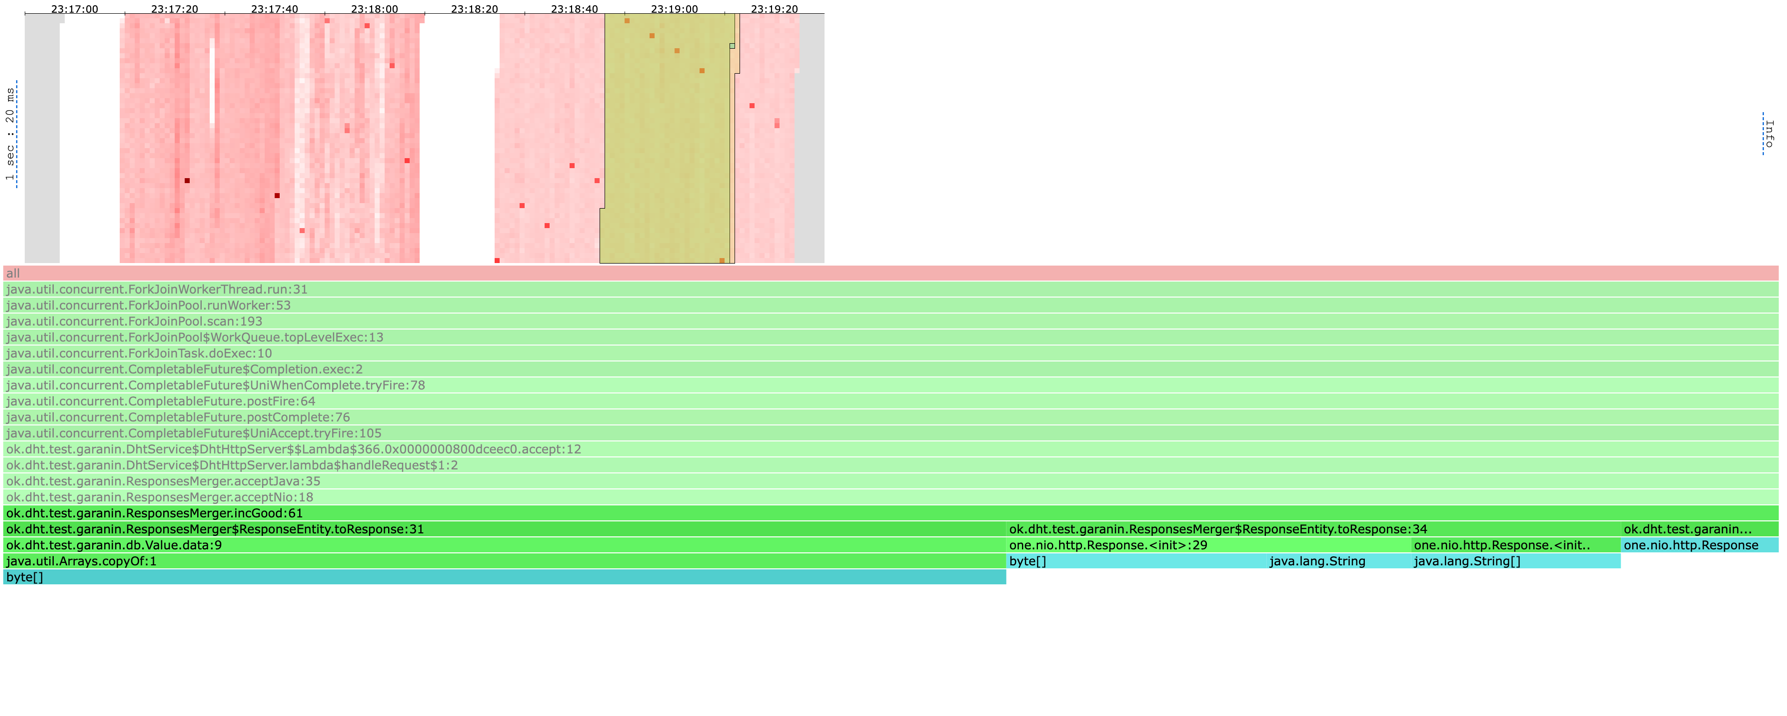 23:17:00 23:17:20 23:17:40 23:18:00 23:18:20 23:18:40 23:19:00 23:19:20
1 sec : 20 ms
Info
all
java.util.concurrent.ForkJoinWorkerThread.run:31
java.util.concurrent.ForkJoinPool.runWorker:53
java.util.concurrent.ForkJoinPool.scan:193
java.util.concurrent.ForkJoinPool$WorkQueue.topLevelExec:13
java.util.concurrent.ForkJoinTask.doExec:10
java.util.concurrent.CompletableFuture$Completion.exec:2
java.util.concurrent.CompletableFuture$UniWhenComplete.tryFire:78
java.util.concurrent.CompletableFuture.postFire:64
java.util.concurrent.CompletableFuture.postComplete:76
java.util.concurrent.CompletableFuture$UniAccept.tryFire:105
ok.dht.test.garanin.DhtService$DhtHttpServer$$Lambda$366.0x0000000800dceec0.accept:12
ok.dht.test.garanin.DhtService$DhtHttpServer.lambda$handleRequest$1:2
ok.dht.test.garanin.ResponsesMerger.acceptJava:35
ok.dht.test.garanin.ResponsesMerger.acceptNio:18
ok.dht.test.garanin.ResponsesMerger.incGood:61
ok.dht.test.garanin.ResponsesMerger$ResponseEntity.toResponse:31 ok.dht.test.garanin.ResponsesMerger$ResponseEntity.toResponse:34 ok.dht.test.garanin...
ok.dht.test.garanin.db.Value.data:9 one.nio.http.Response.<init>:29 one.nio.http.Response.<init.. one.nio.http.Response
java.util.Arrays.copyOf:1 byte[] java.lang.String java.lang.String[]
byte[]